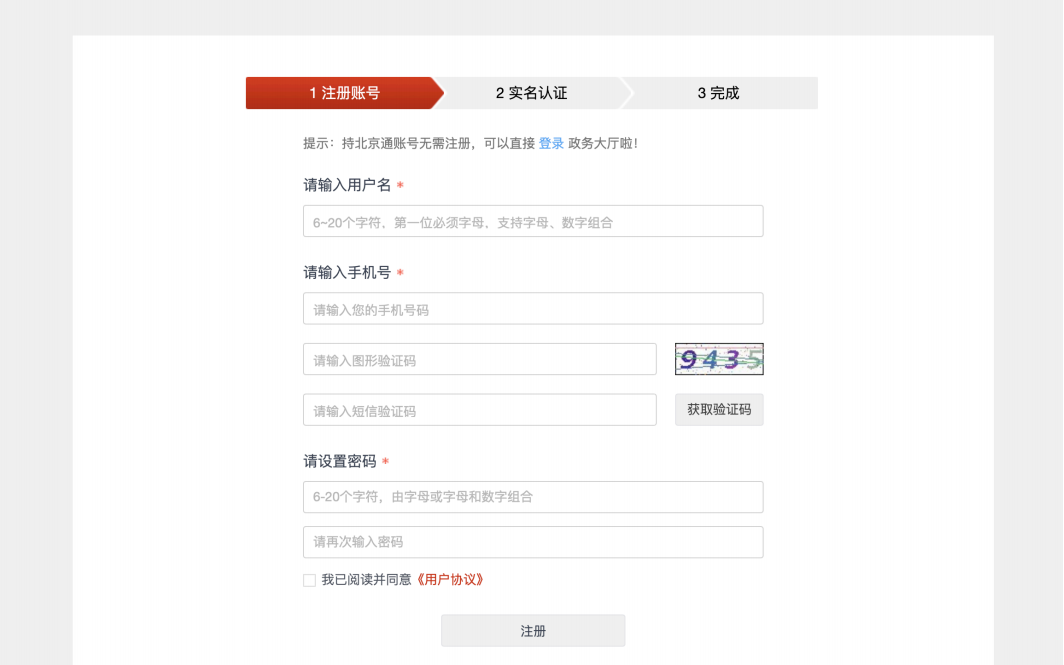 1 注册账号
2 实名认证
3 完成
提示：持北京通账号无需注册，可以直接 登录 政务大厅啦！
请输入用户名 *
6~20个字符，第一位必须字母，支持字母、数字组合
请输入手机号 *
请输入您的手机号码
请输入图形验证码
9435
请输入短信验证码
获取验证码
请设置密码 *
6-20个字符，由字母或字母和数字组合
请再次输入密码
我已阅读并同意《用户协议》
注册